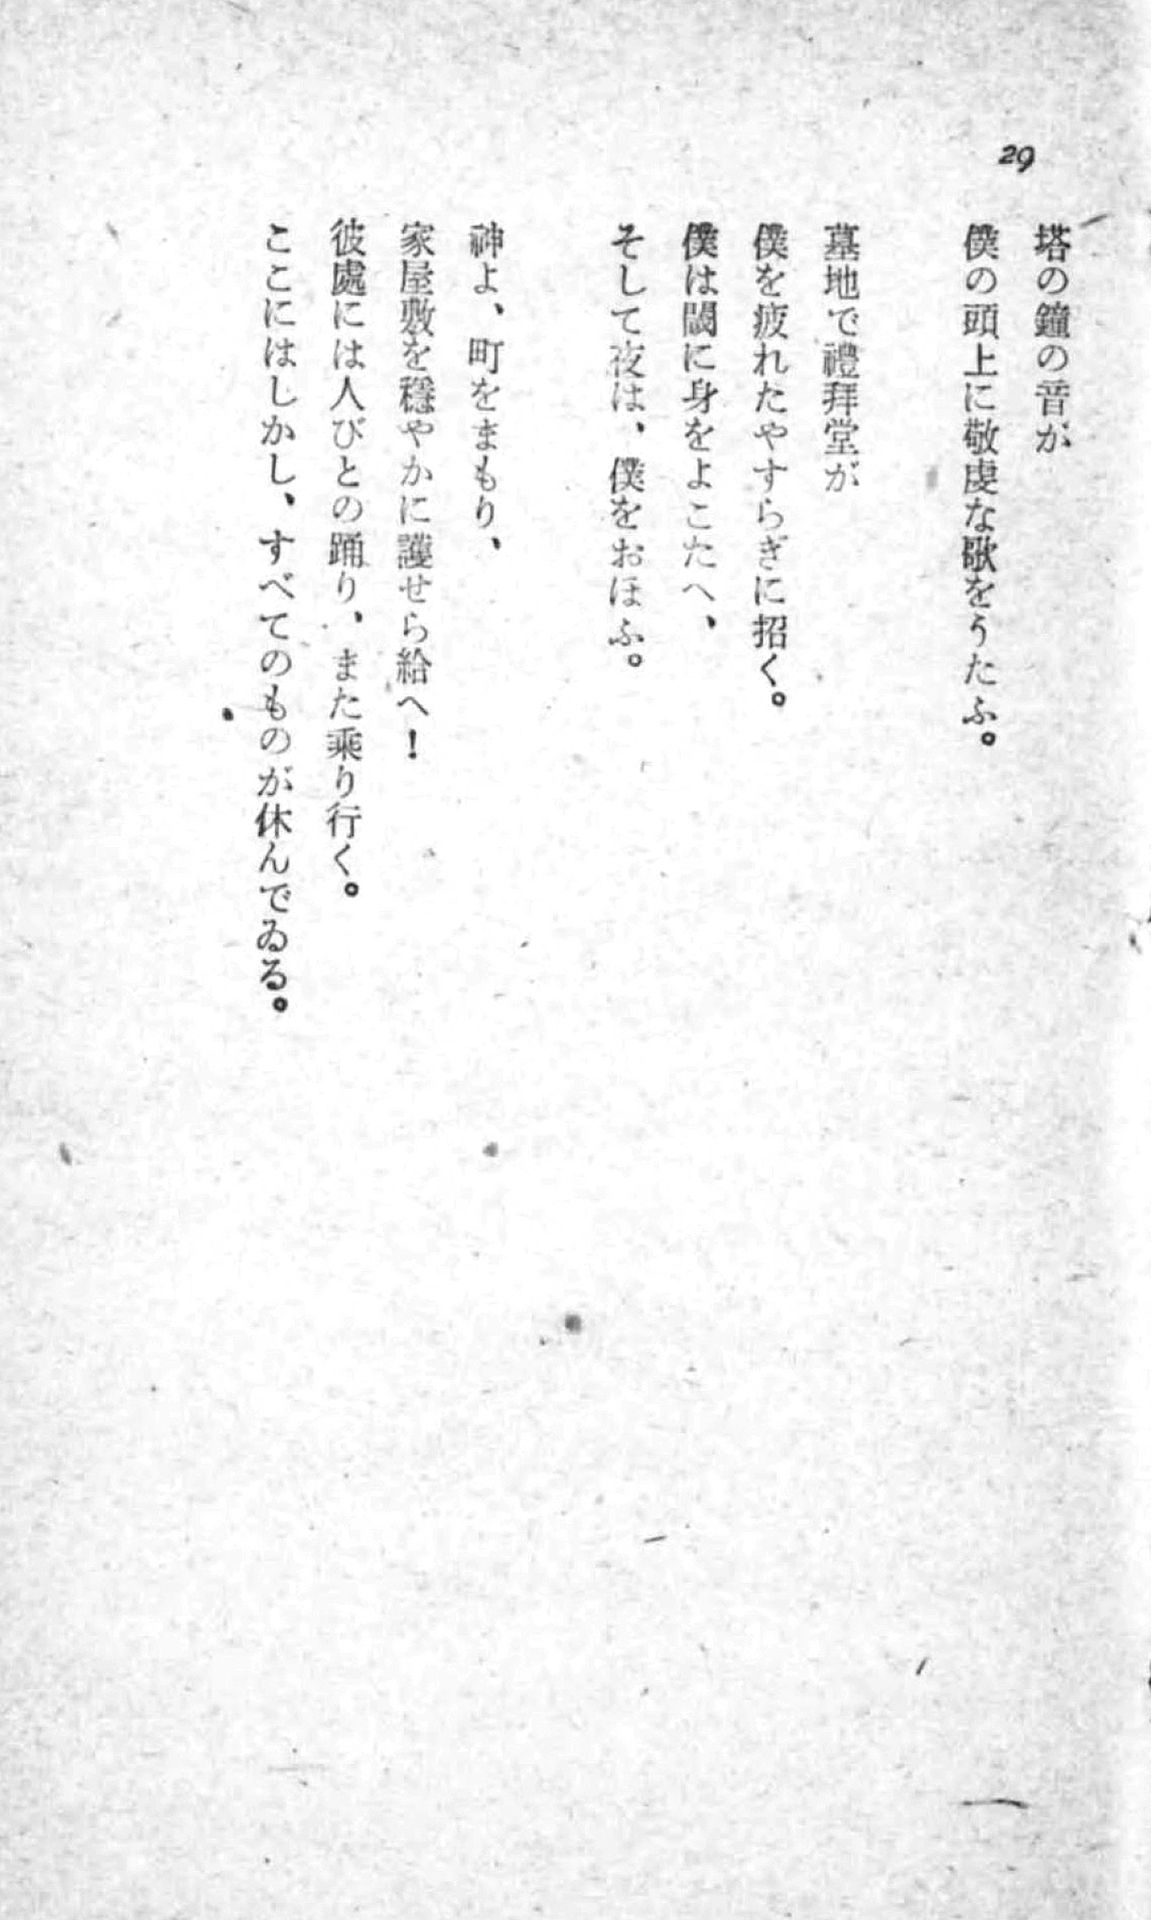 29
塔の鐘の音が
僕の頭上に敬虔な歌をうたふ。
墓地で禮拜堂が
僕を疲れたやすらぎに招く。
僕は閾に身をよこたへ、
そして夜は、僕をおほふ。
神よ、町をまもり、
家屋敷を穩やかに護せら給へ!
彼處には人びとの踊り、また乘り行く。
ここにはしかし、すべてのものが休んでゐる。